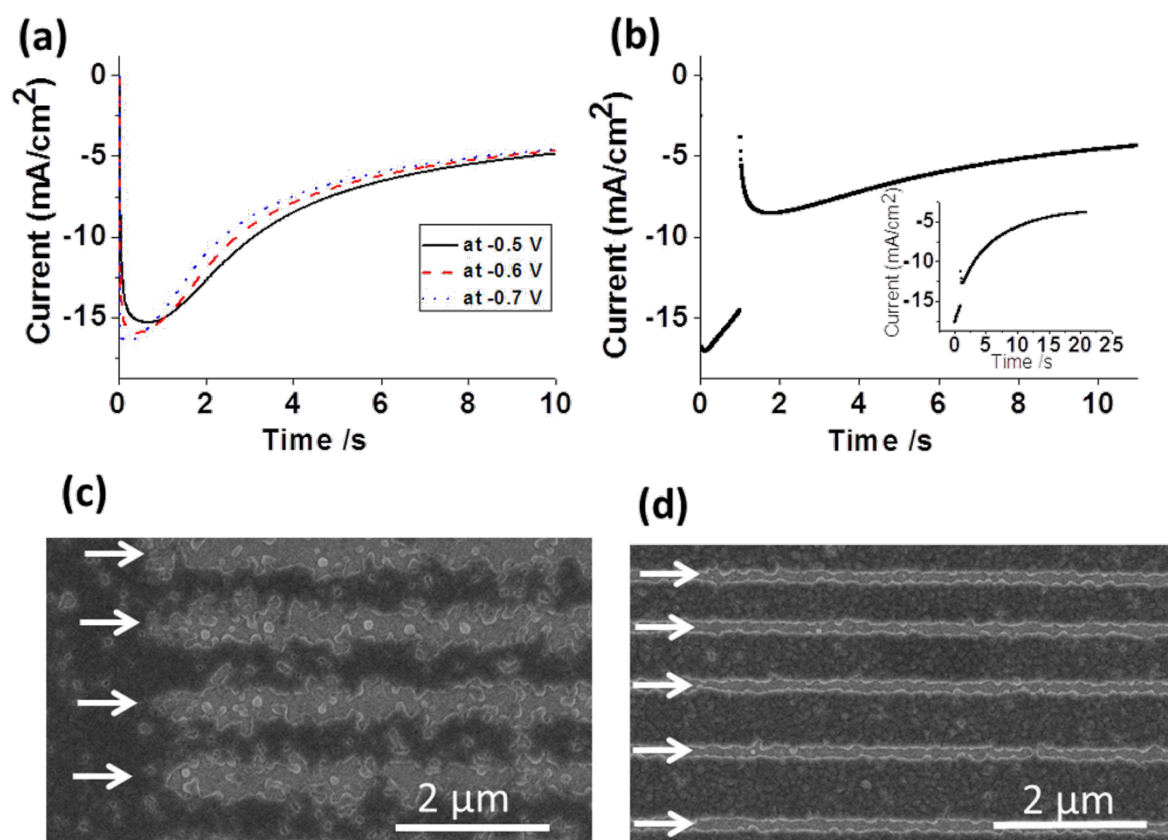 (a)
Current (mA/cm²)
0
-5
-10
-15
at -0.5 V
at -0.6 V
at -0.7 V
0 2 4 6 8 10
Time /s
(b)
Current (mA/cm²)
0
-5
-10
-15
0 2 4 6 8 10
Time /s
Current (mA/cm2)
-5
-10
-15
0 5 10 15 20 25
Time /s
(c)
2 μm
(d)
2 μm